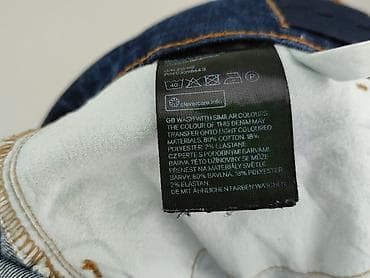 40
clevercare.info
GB WASH WITH SIMILAR COLOURS.
THE COLOUR OF THIS DENIM MAY
TRANSFER ONTO LIGHT COLOURED
MATERIALS. 80% COTTON. 18%
POLYESTER. 2% ELASTANE
CZ PERTE S PODOBNÝMI BARVAMI.
BARVA TÉTO DŽÍNOVINY SE MŮŽE
PŘENÉST NA MATERIÁLY SVĚTLÉ
BARVY. 80% BAVLNA. 18% POLYESTER.
2% ELASTAN.
DE MIT ÄHNLICHEN FARBEN WASCHEN.